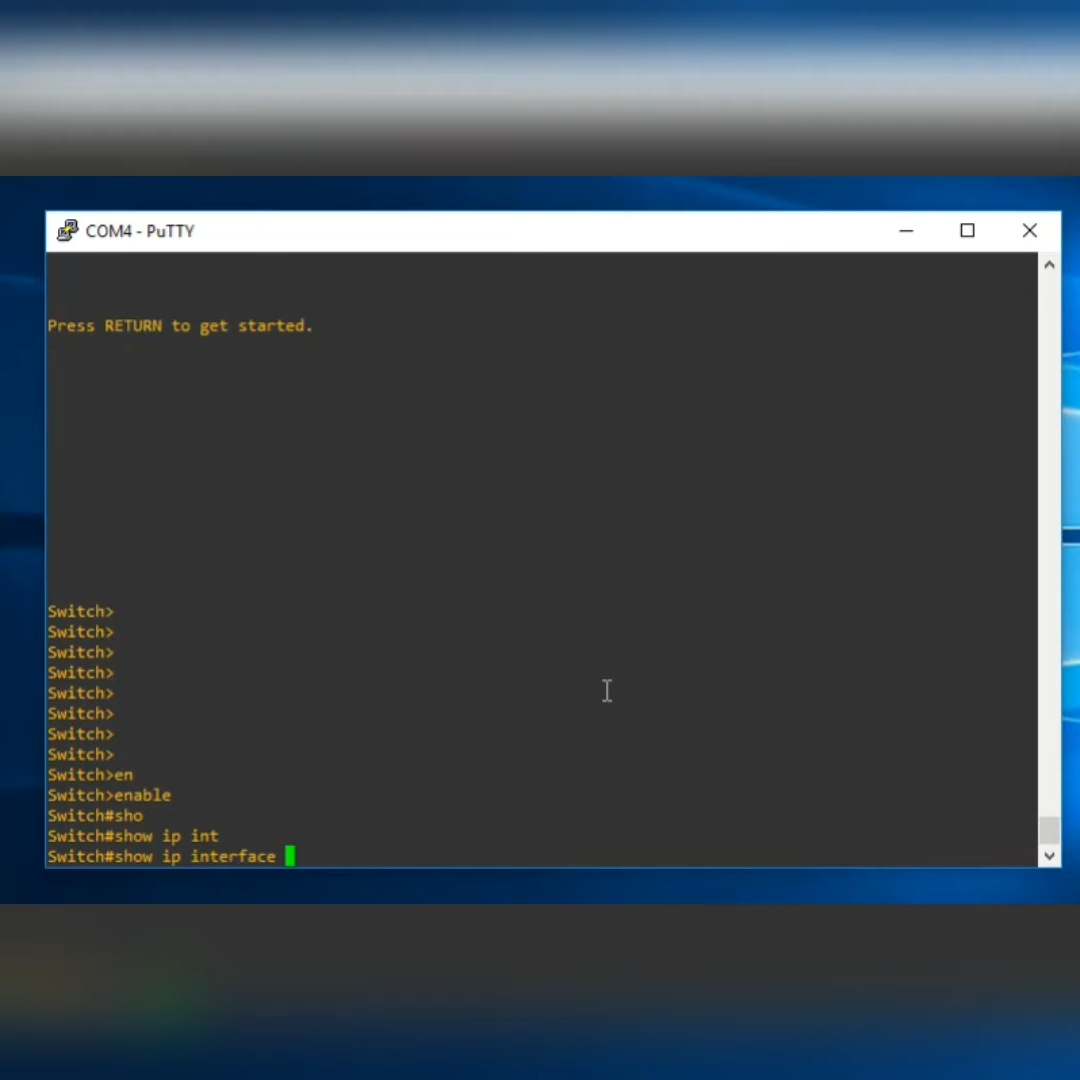 COM4 - PuTTY
Press RETURN to get started.
Switch>
Switch>
Switch>
Switch>
Switch>
Switch>
Switch>
Switch>
Switch>en
Switch>enable
Switch#sho
Switch#show ip int
Switch#show ip interface